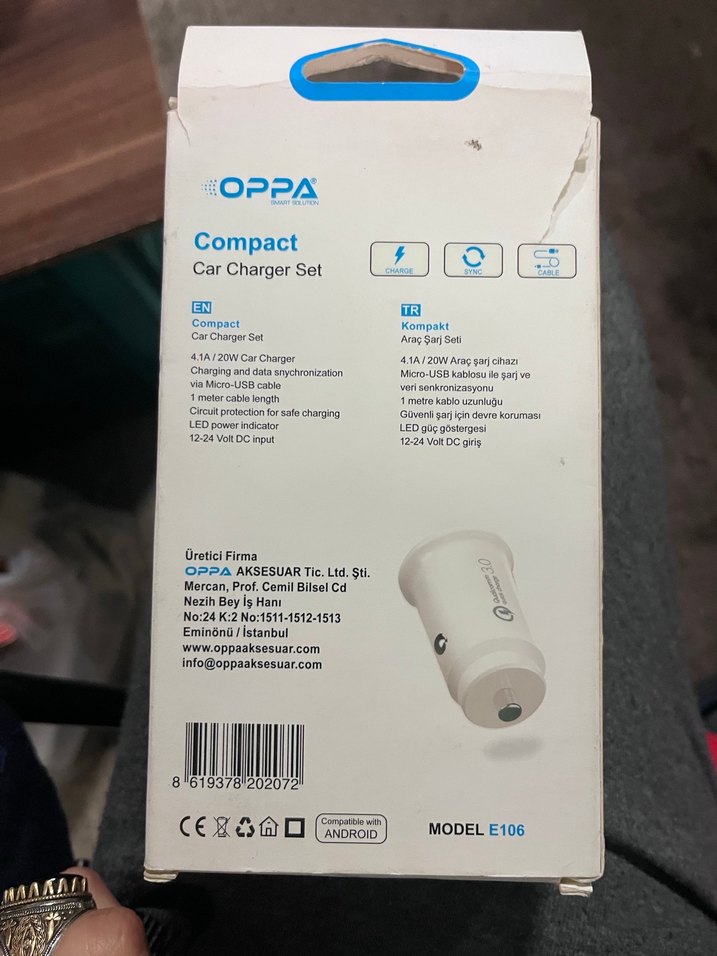 OPPA®
SMART SOLUTION
Compact
Car Charger Set
CHARGE
SYNC
CABLE
EN
Compact
Car Charger Set
4.1A / 20W Car Charger
Charging and data snychronization
via Micro-USB cable
1 meter cable length
Circuit protection for safe charging
LED power indicator
12-24 Volt DC input
TR
Kompakt
Araç Şarj Seti
4.1A / 20W Araç şarj cihazı
Micro-USB kablosu ile şarj ve
veri senkronizasyonu
1 metre kablo uzunluğu
Güvenli şarj için devre koruması
LED güç göstergesi
12-24 Volt DC giriş
Üretici Firma
OPPA AKSESUAR Tic. Ltd. Şti.
Mercan, Prof. Cemil Bilsel Cd
Nezih Bey İş Hanı
No:24 K:2 No:1511-1512-1513
Eminönü / İstanbul
www.oppaaksesuar.com
info@oppaaksesuar.com
Qualcomm
quick charge 3.0
8 619378 202072
CE
Compatible with
ANDROID
MODEL E106